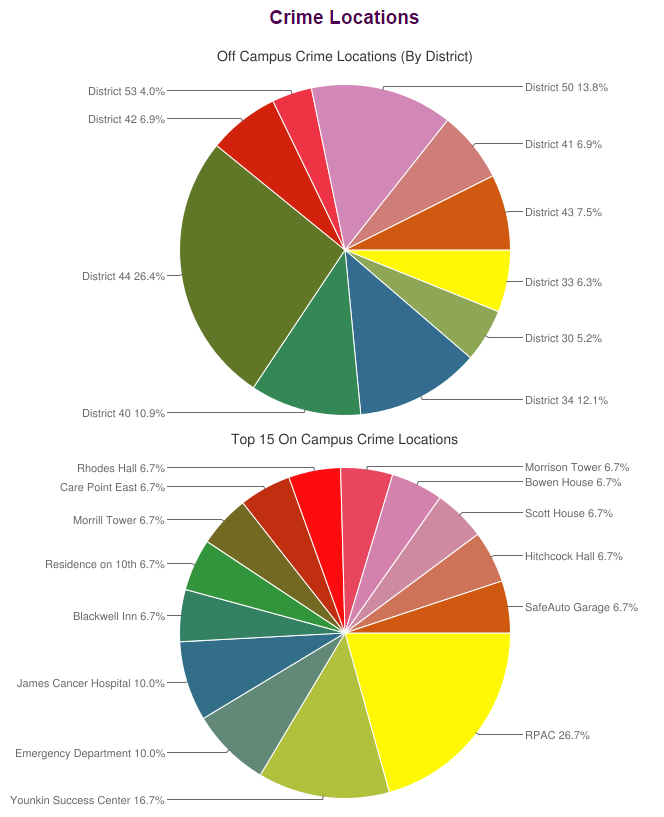 Crime Locations
Off Campus Crime Locations (By District)
District 53 4.0%
District 50 13.8%
District 42 6.9%
District 41 6.9%
District 43 7.5%
District 44 26.4%
District 33 6.3%
District 30 5.2%
District 34 12.1%
District 40 10.9%
Top 15 On Campus Crime Locations
Rhodes Hall 6.7%
Morrison Tower 6.7%
Care Point East 6.7%
Bowen House 6.7%
Morrill Tower 6.7%
Scott House 6.7%
Residence on 10th 6.7%
Hitchcock Hall 6.7%
Blackwell Inn 6.7%
SafeAuto Garage 6.7%
James Cancer Hospital 10.0%
RPAC 26.7%
Emergency Department 10.0%
Younkin Success Center 16.7%